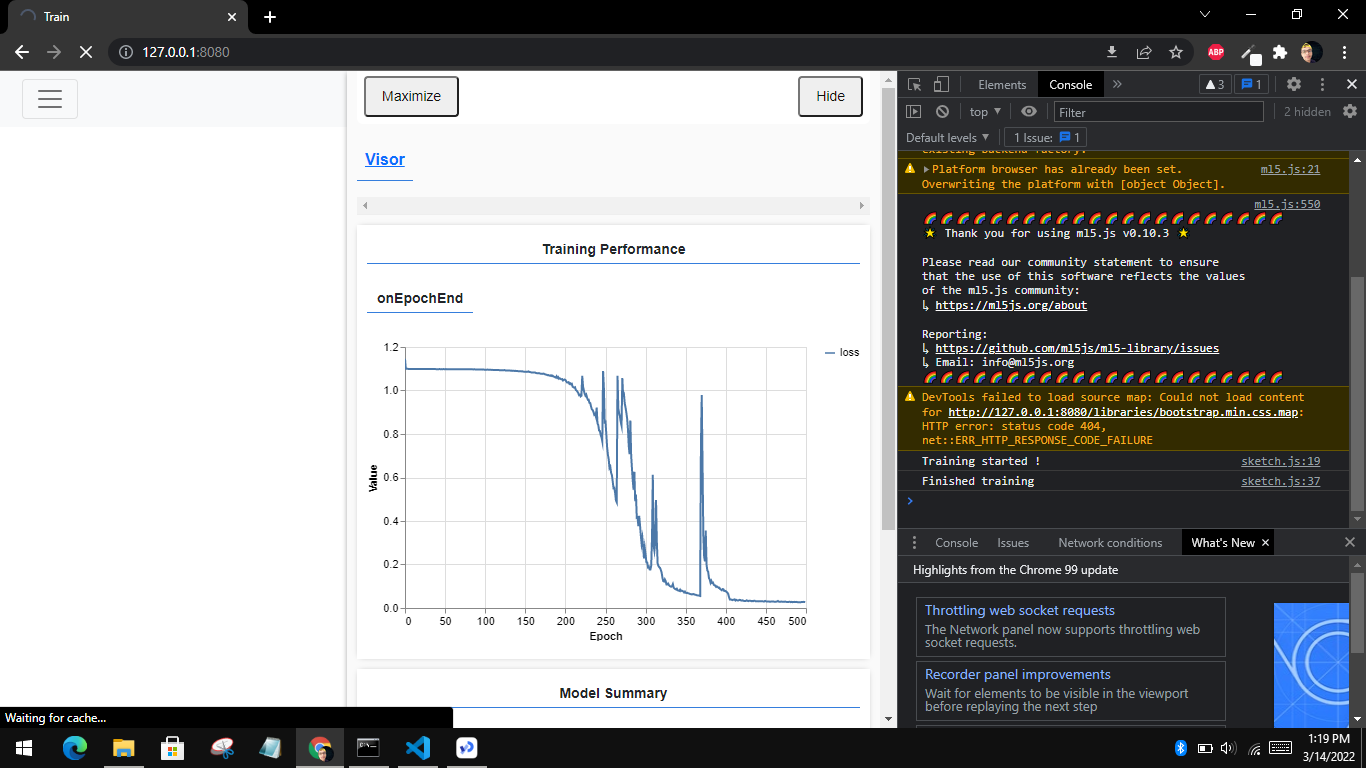 Train
127.0.0.1:8080
ABP
Maximize
Hide
Visor
Training Performance
onEpochEnd
loss
1.2
1.0
0.8
0.6
0.4
0.2
0.0
Value
0 50 100 150 200 250 300 350 400 450 500
Epoch
Model Summary
Waiting for cache...
Elements
Console
3
1
top
Filter
2 hidden
Default levels
1 Issue: 1
existing backend factory.
Platform browser has already been set. ml5.js:21
Overwriting the platform with [object Object].
ml5.js:550
Thank you for using ml5.js v0.10.3
Please read our community statement to ensure
that the use of this software reflects the values
of the ml5.js community:
↳ https://ml5js.org/about
Reporting:
↳ https://github.com/ml5js/ml5-library/issues
↳ Email: info@ml5js.org
DevTools failed to load source map: Could not load content
for http://127.0.0.1:8080/libraries/bootstrap.min.css.map:
HTTP error: status code 404,
net::ERR_HTTP_RESPONSE_CODE_FAILURE
Training started ! sketch.js:19
Finished training sketch.js:37
Console
Issues
Network conditions
What's New
Highlights from the Chrome 99 update
Throttling web socket requests
The Network panel now supports throttling web
socket requests.
Recorder panel improvements
Wait for elements to be visible in the viewport
before replaying the next step
1:19 PM
3/14/2022